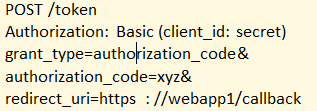 POST /token
Authorization: Basic (client_id: secret)
grant_type=authorization_code&
authorization_code=xyz&
redirect_uri=https  : //webapp1/callback